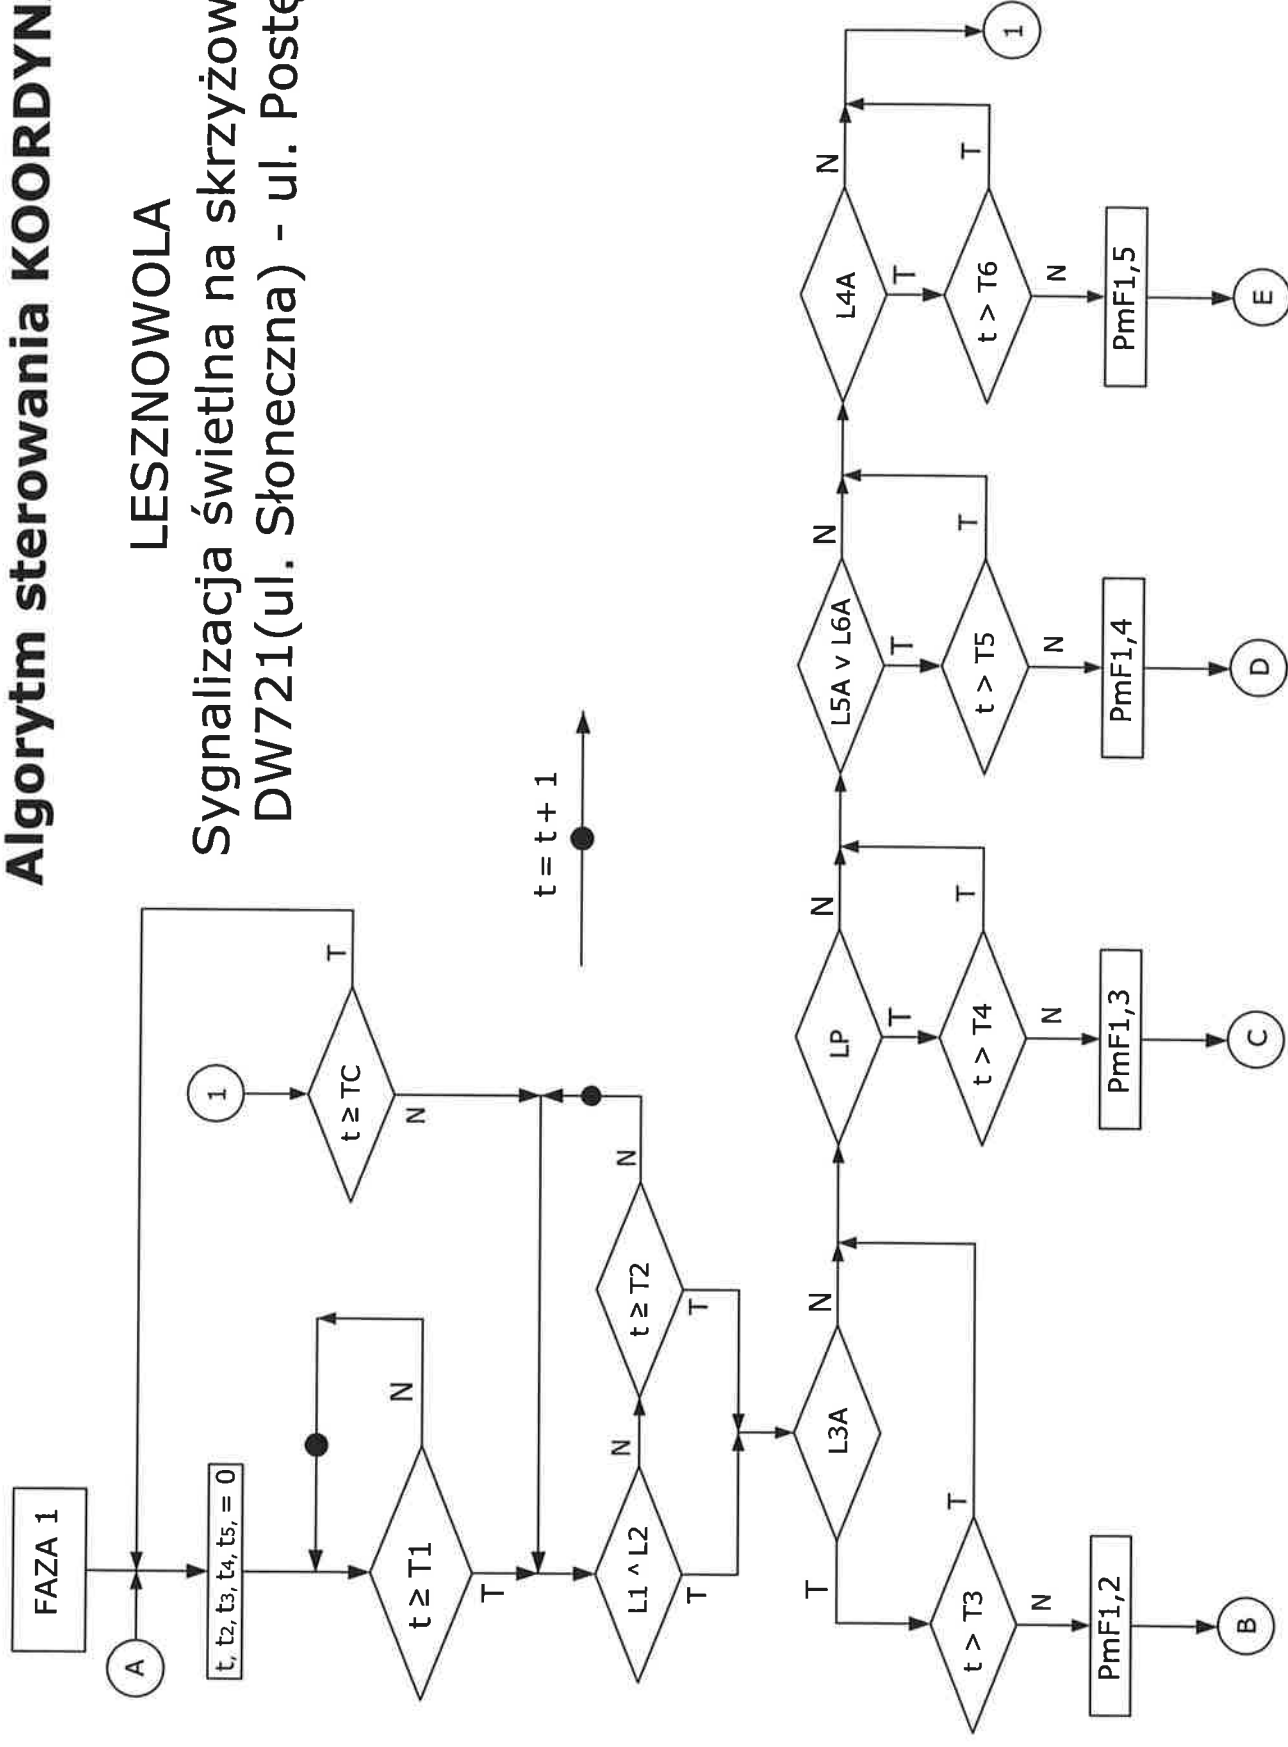 Algorytm sterowania KOORDYN
LESZNOWOLA
Sygnalizacja świetlna na
DW721(ul. Słoneczna) - ul.
FAZA 1
A
t, t2, t3, t4, t5, = 0
t ≥ T1
N
T
1
t ≥ TC
T
N
t = t + 1
L1 ^ L2
N
T
t ≥ T2
N
T
L3A
T
N
t > T3
T
N
PmF1,2
B
LP
N
T
t > T4
T
N
PmF1,3
C
L5A v L6A
N
T
t > T5
T
N
PmF1,4
D
L4A
N
T
t > T6
T
N
PmF1,5
E
1